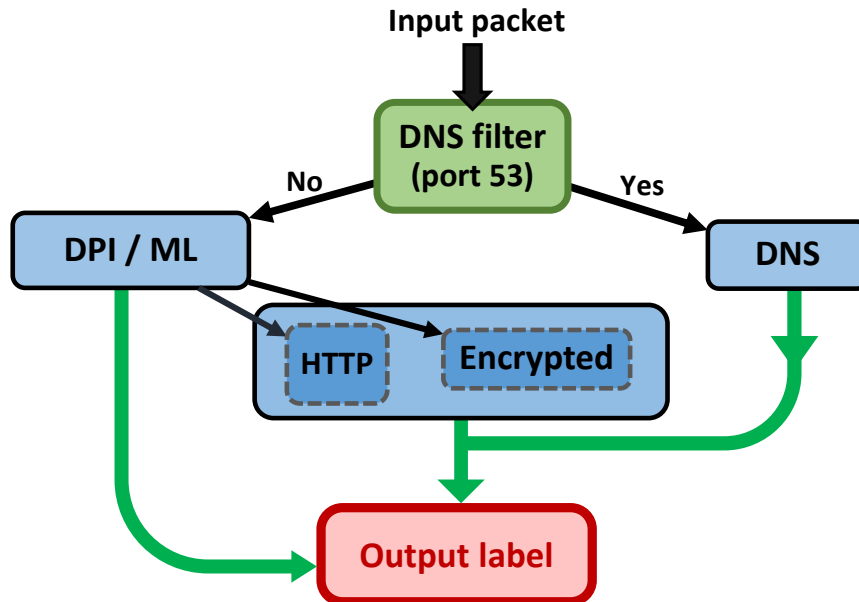 Input packet
DNS filter
(port 53)
No
Yes
DPI / ML
DNS
HTTP
Encrypted
Output label